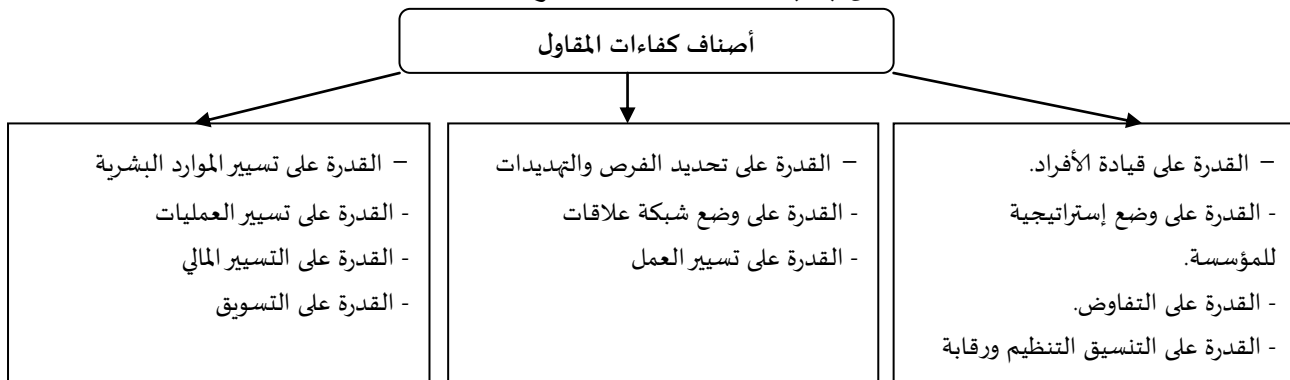 أصناف كفاءات المقاول
– القدرة على قيادة الأفراد.
- القدرة على وضع إستراتيجية
للمؤسسة.
- القدرة على التفاوض.
- القدرة على التنسيق التنظيم ورقابة
– القدرة على تحديد الفرص والتهديدات
- القدرة على وضع شبكة علاقات
- القدرة على تسيير العمل
– القدرة على تسيير الموارد البشرية
- القدرة على تسيير العمليات
- القدرة على التسيير المالي
- القدرة على التسويق